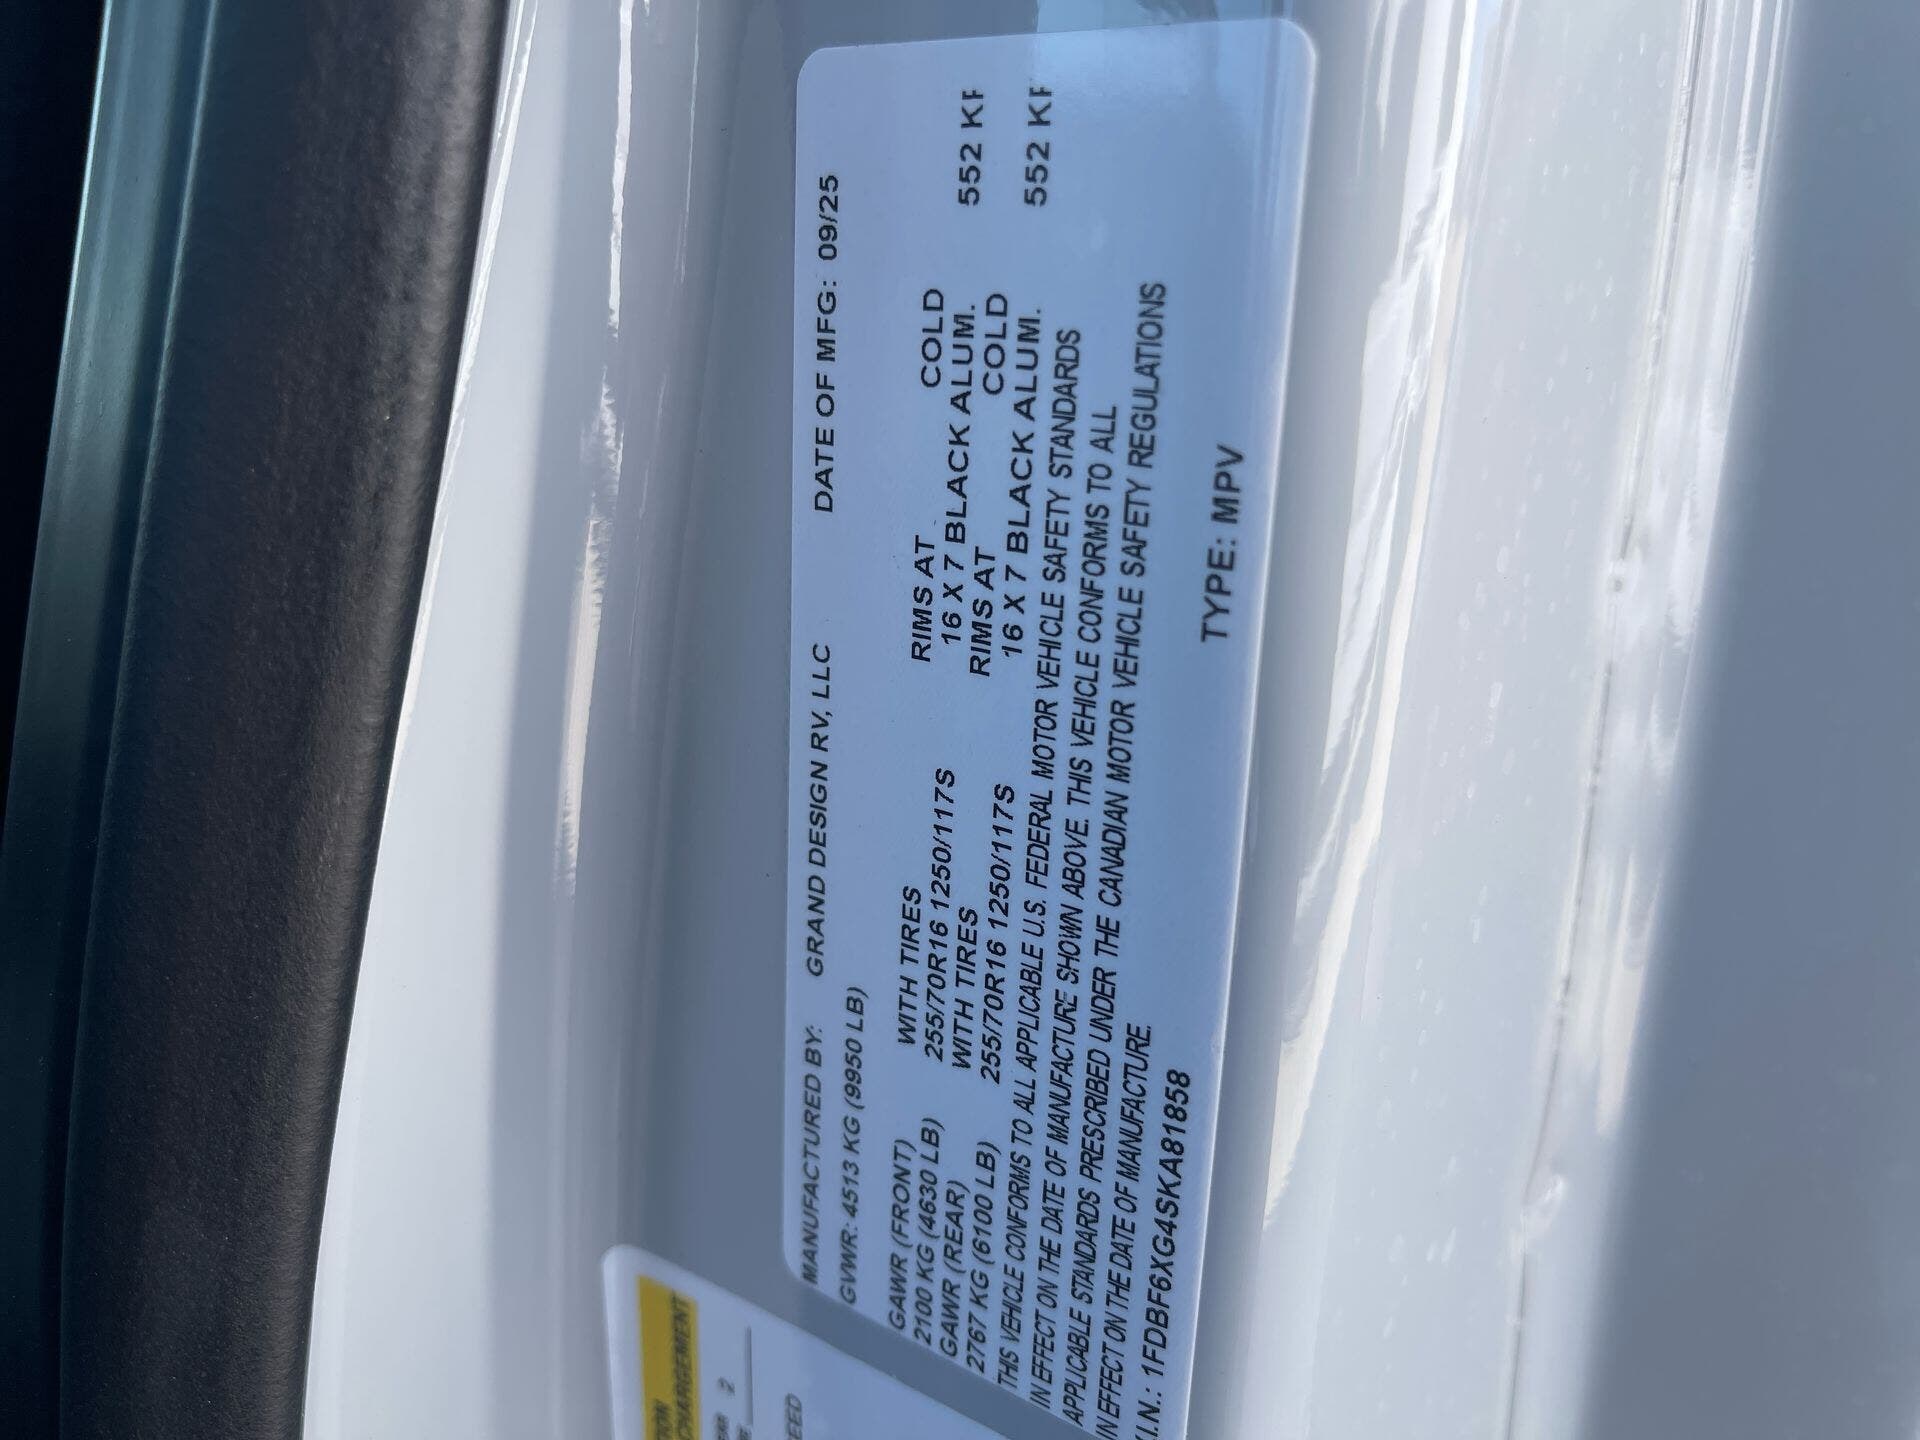 MANUFACTURED BY: GRAND DESIGN RV, LLC DATE OF MFG: 09/25
GVWR: 4513 KG (9950 LB)
GAWR (FRONT) WITH TIRES RIMS AT COLD
2100 KG (4630 LB) 255/70R16 1250/117S 16 X 7 BLACK ALUM. 552 KP
GAWR (REAR) WITH TIRES RIMS AT COLD
2767 KG (6100 LB) 255/70R16 1250/117S 16 X 7 BLACK ALUM. 552 KP
THIS VEHICLE CONFORMS TO ALL APPLICABLE U.S. FEDERAL MOTOR VEHICLE SAFETY STANDARDS
IN EFFECT ON THE DATE OF MANUFACTURE SHOWN ABOVE. THIS VEHICLE CONFORMS TO ALL
APPLICABLE STANDARDS PRESCRIBED UNDER THE CANADIAN MOTOR VEHICLE SAFETY REGULATIONS
IN EFFECT ON THE DATE OF MANUFACTURE.
V.I.N.: 1FDBF6XG4SKA81858 TYPE: MPV
CHARGEMENT
2